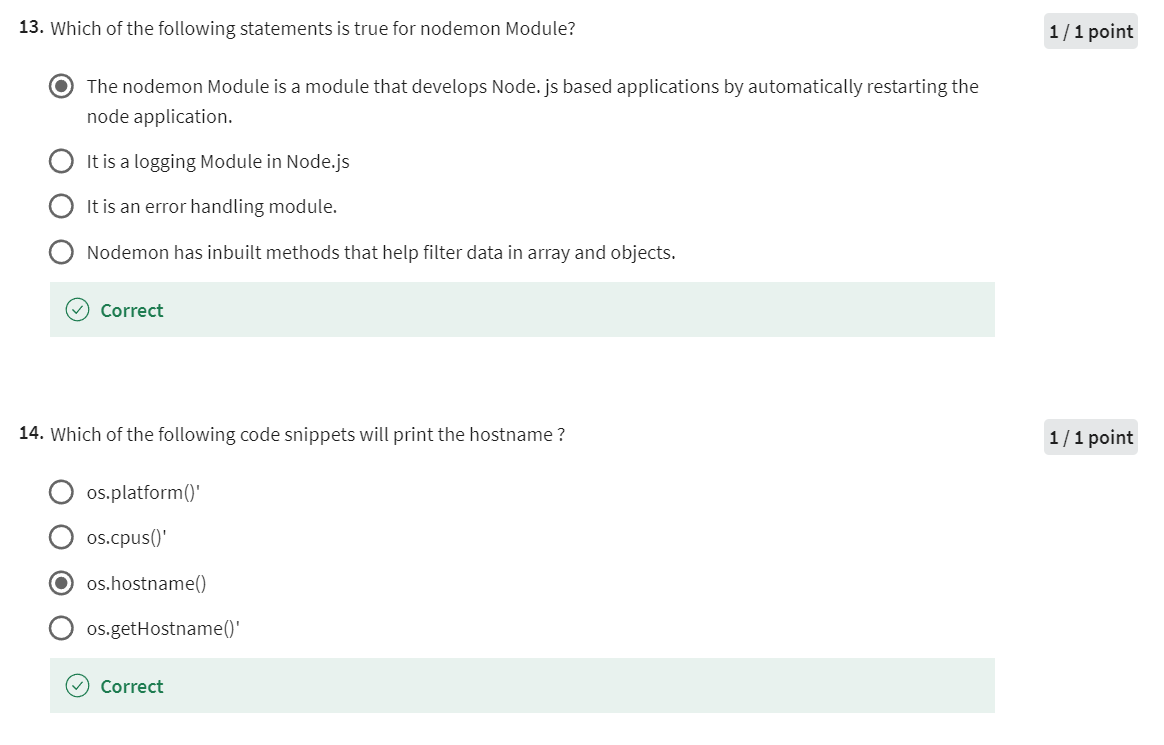 13. Which of the following statements is true for nodemon Module?
1 / 1 point
The nodemon Module is a module that develops Node. js based applications by automatically restarting the
node application.
It is a logging Module in Node.js
It is an error handling module.
Nodemon has inbuilt methods that help filter data in array and objects.
Correct
14. Which of the following code snippets will print the hostname ?
1 / 1 point
os.platform()'
os.cpus()'
os.hostname()
os.getHostname()'
Correct